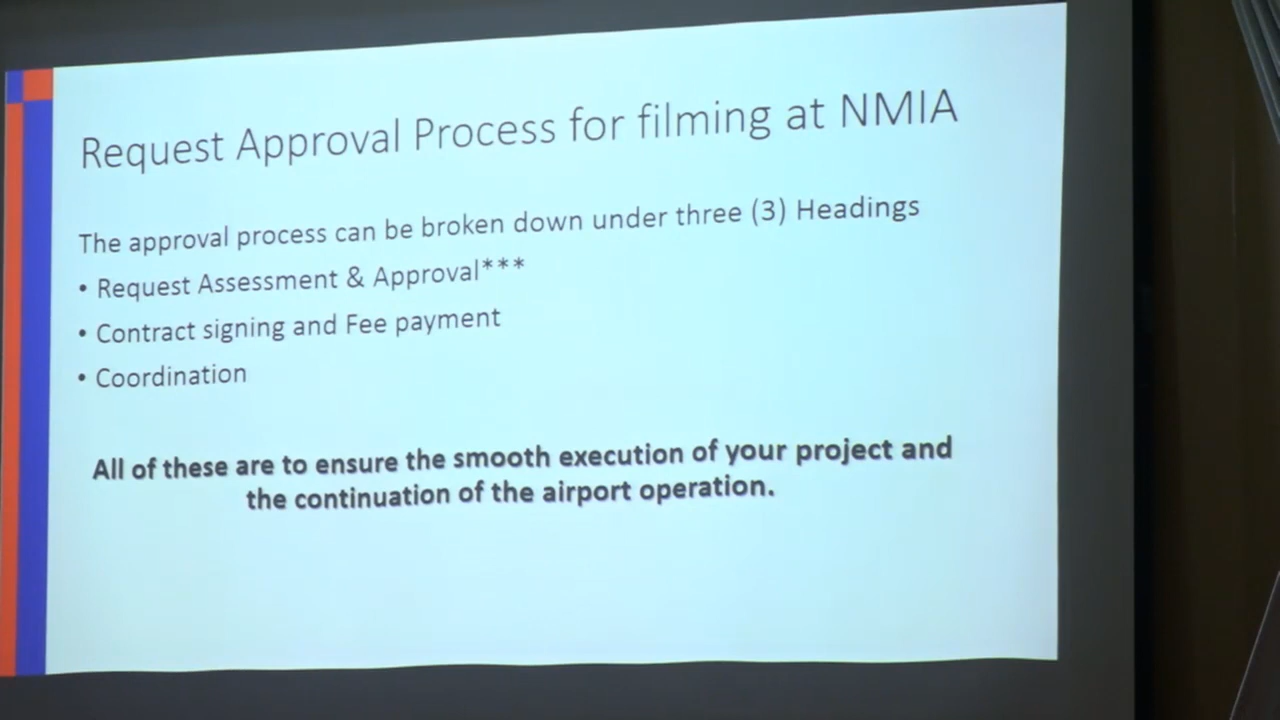 Request Approval Process for filming at NMIA
The approval process can be broken down under three (3) Headings
• Request Assessment & Approval***
• Contract signing and Fee payment
• Coordination
All of these are to ensure the smooth execution of your project and
the continuation of the airport operation.